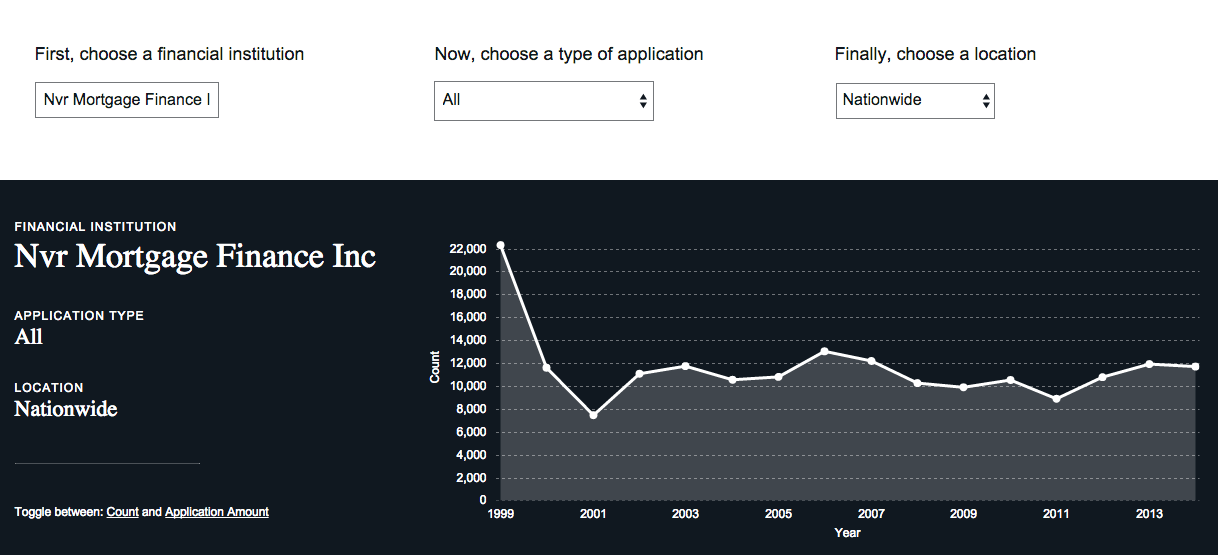 First, choose a financial institution
Now, choose a type of application
Finally, choose a location
Nvr Mortgage Finance I
All
Nationwide
FINANCIAL INSTITUTION
Nvr Mortgage Finance Inc
APPLICATION TYPE
All
LOCATION
Nationwide
Toggle between: Count and Application Amount
Count
22,000
20,000
18,000
16,000
14,000
12,000
10,000
8,000
6,000
4,000
2,000
0
1999 2001 2003 2005 2007 2009 2011 2013
Year